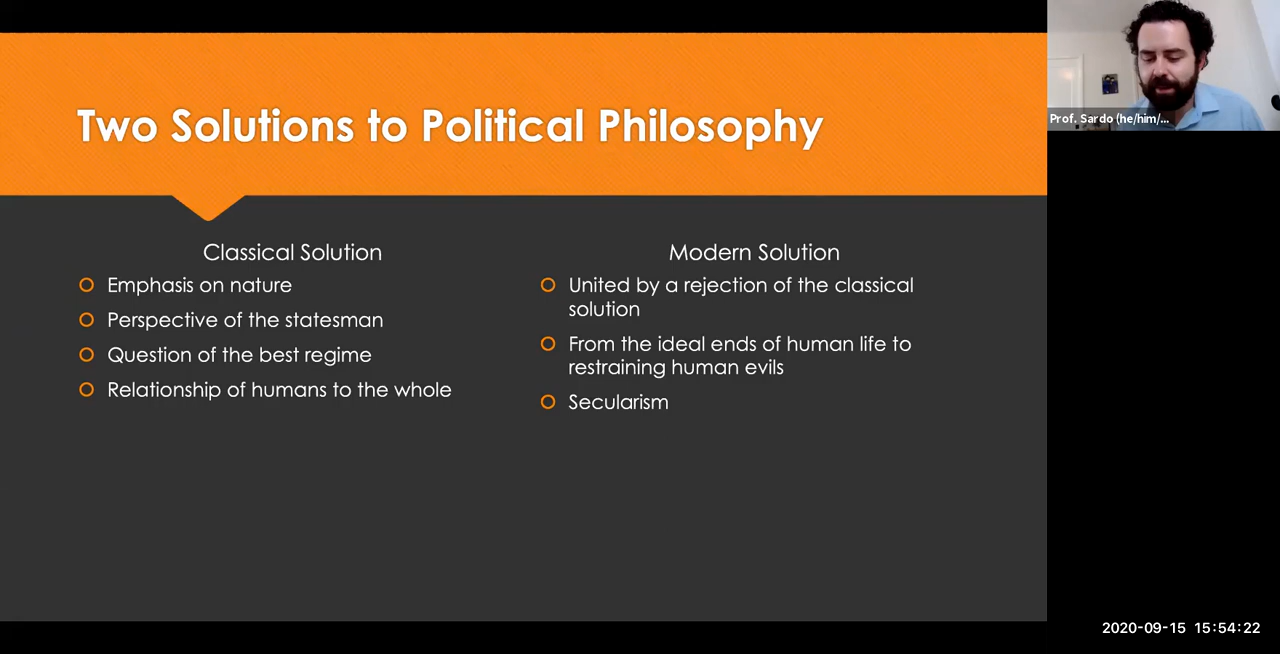 Two Solutions to Political Philosophy
Prof. Sardo (he/him/...
Classical Solution
Emphasis on nature
Perspective of the statesman
Question of the best regime
Relationship of humans to the whole
Modern Solution
United by a rejection of the classical
solution
From the ideal ends of human life to
restraining human evils
Secularism
2020-09-15 15:54:22